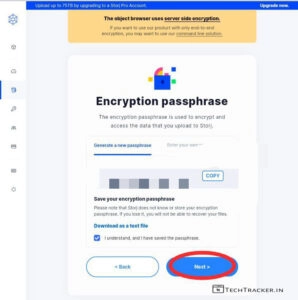 Upload up to 75TB by upgrading to a Storj Pro Account.
The object browser uses server side encryption.
If you want to use our product with only end-to-end
encryption, you may want to use our command line solution.
Encryption passphrase
The encryption passphrase is used to encrypt and
access the data that you upload to Storj.
Generate a new passphrase
Enter your own
COPY
Save your encryption passphrase
Please note that Storj does not know or store your encryption
passphrase. If you lose it, you will not be able to recover your files.
Download as a text file
I understand, and I have saved the passphrase.
< Back
Next >
TECHTRACKER.IN